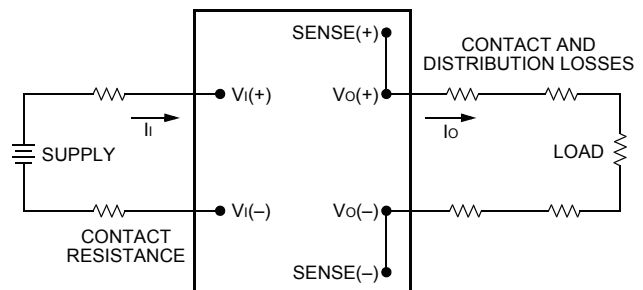 SENSE(+)
CONTACT AND
DISTRIBUTION LOSSES
VI(+)
VO(+)
II
IO
SUPPLY
LOAD
VI(–)
VO(–)
CONTACT
RESISTANCE
SENSE(–)